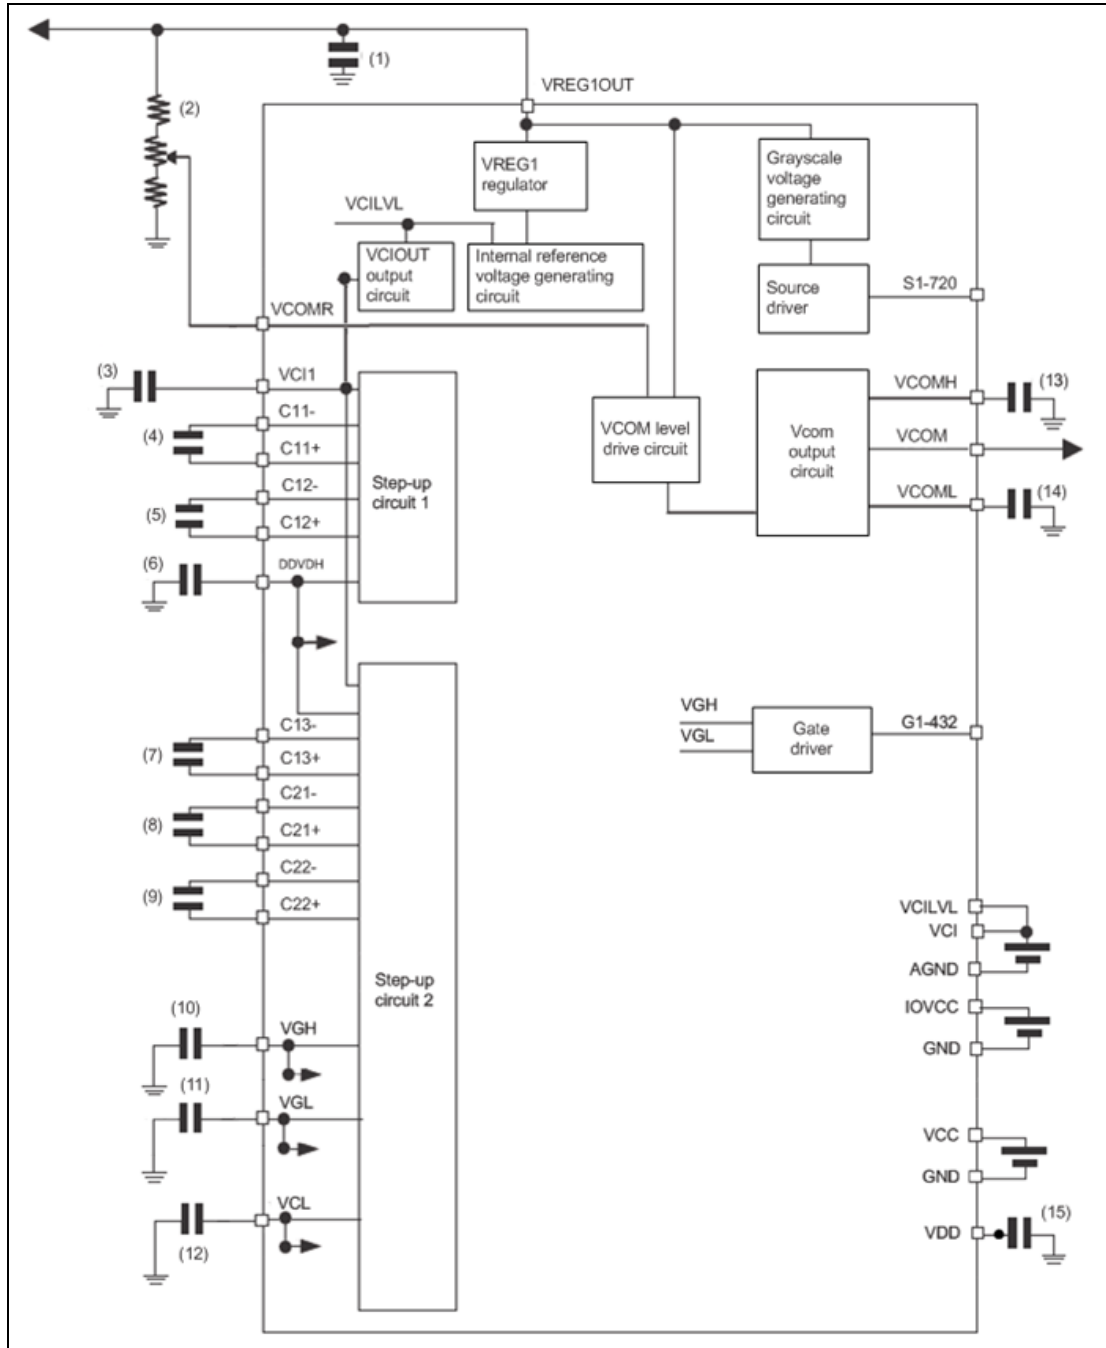 (1)
VREG1OUT
(2)
VREG1
regulator
Grayscale
voltage
generating
circuit
VCILVL
VCIOUT
output
circuit
Internal reference
voltage generating
circuit
Source
driver
S1-720
VCOMR
(3)
VCI1
C11-
(4)
C11+
C12-
(5)
C12+
(6)
DDVDH
Step-up
circuit 1
VCOM level
drive circuit
Vcom
output
circuit
VCOMH
(13)
VCOM
VCOML
(14)
C13-
(7)
C13+
C21-
(8)
C21+
C22-
(9)
C22+
VGH
VGL
Gate
driver
G1-432
Step-up
circuit 2
VCILVL
VCI
AGND
IOVCC
GND
(10)
VGH
(11)
VGL
VCC
GND
VCL
(12)
VDD
(15)